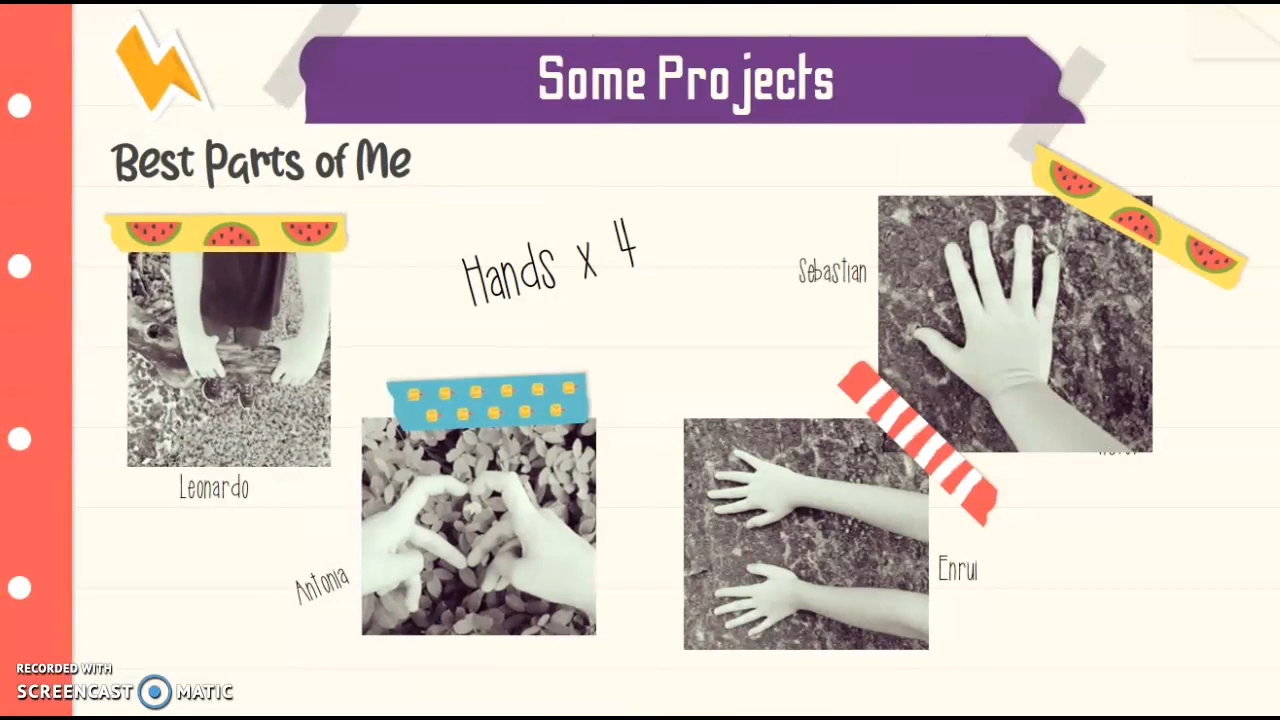 Some Projects
Best Parts of Me
Hands x 4
Sebastian
Leonardo
Antonia
Enrui
RECORDED WITH
SCREENCAST MATIC